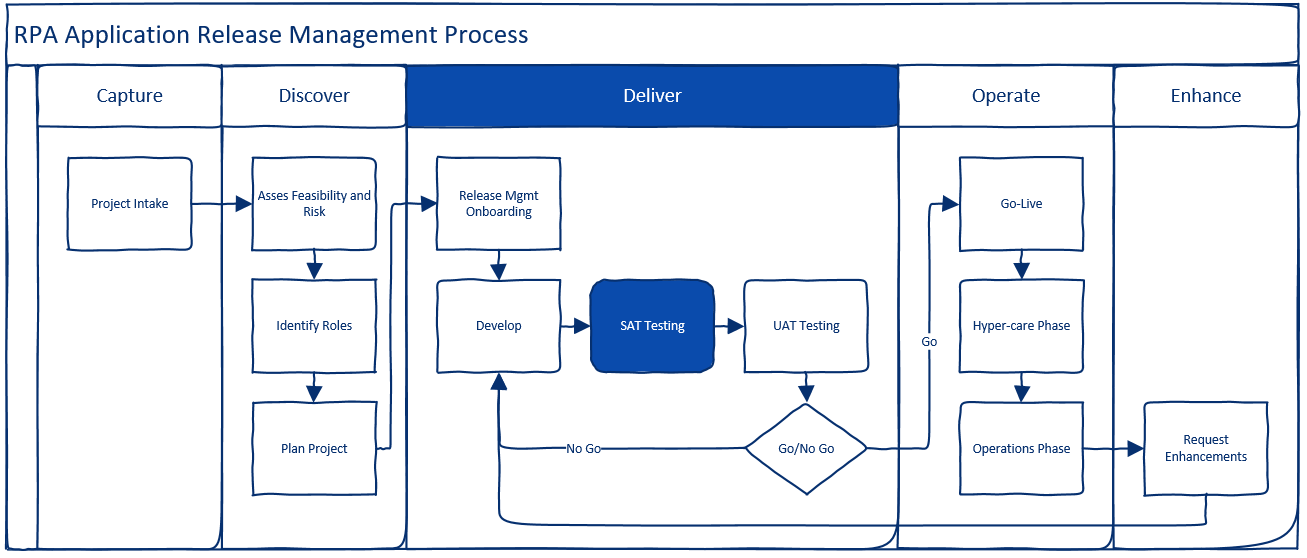 RPA Application Release Management Process
Capture
Discover
Deliver
Operate
Enhance
Project Intake
Asses Feasibility and
Risk
Identify Roles
Plan Project
Release Mgmt
Onboarding
Develop
SAT Testing
UAT Testing
Go/No Go
No Go
Go
Go-Live
Hyper-care Phase
Operations Phase
Request
Enhancements